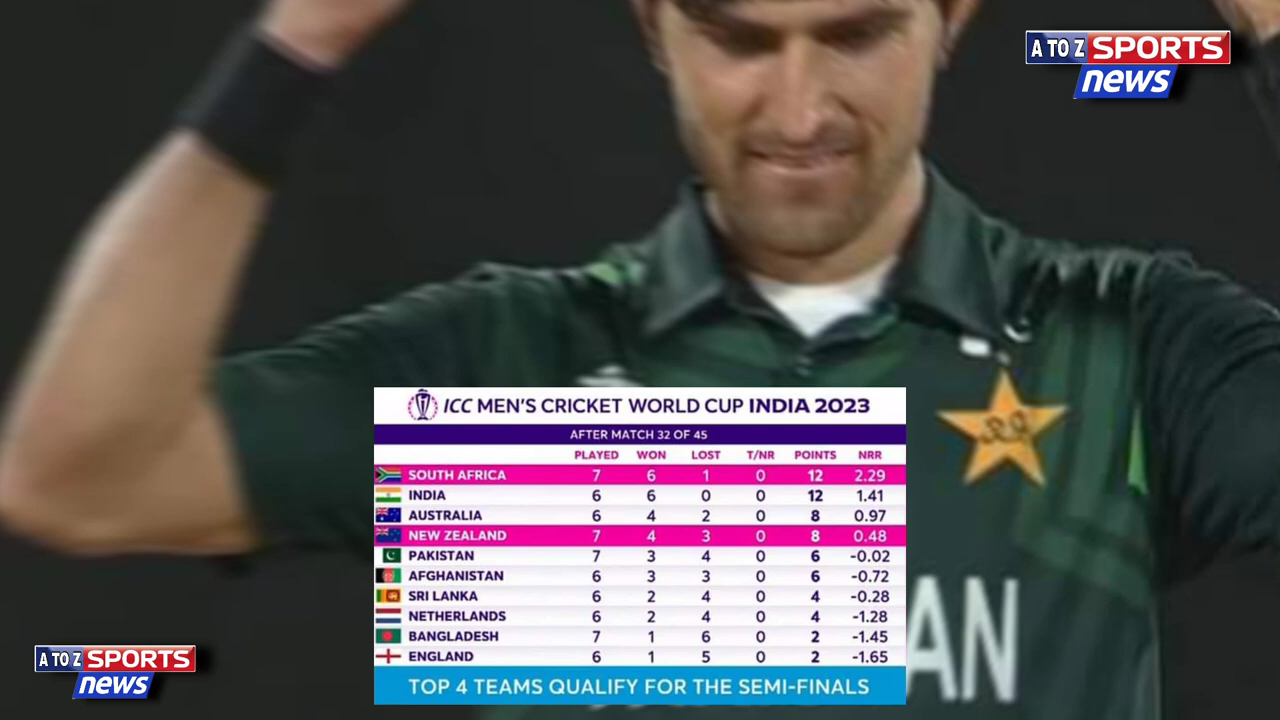 A TO Z SPORTS
news
ICC MEN'S CRICKET WORLD CUP INDIA 2023
AFTER MATCH 32 OF 45
PLAYED WON LOST T/NR POINTS NRR
SOUTH AFRICA 7 6 1 0 12 2.29
INDIA 6 6 0 0 12 1.41
AUSTRALIA 6 4 2 0 8 0.97
NEW ZEALAND 7 4 3 0 8 0.48
PAKISTAN 7 3 4 0 6 -0.02
AFGHANISTAN 6 3 3 0 6 -0.72
SRI LANKA 6 2 4 0 4 -0.28
NETHERLANDS 6 2 4 0 4 -1.28
BANGLADESH 7 1 6 0 2 -1.45
ENGLAND 6 1 5 0 2 -1.65
TOP 4 TEAMS QUALIFY FOR THE SEMI-FINALS
AN
A TO Z SPORTS
news